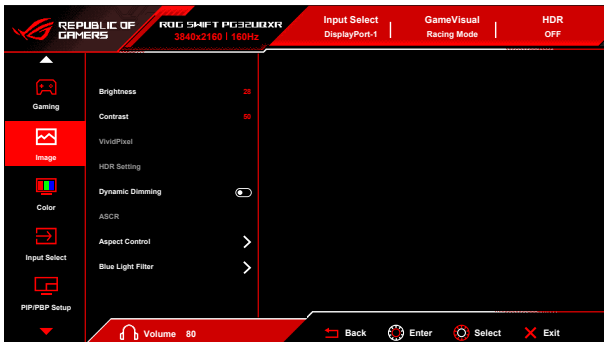 REPUBLIC OF
GAMERS
ROG SWIFT PG32UQXR
3840x2160 | 160Hz
Input Select
DisplayPort-1
GameVisual
Racing Mode
HDR
OFF
Gaming
Image
Color
Input Select
PIP/PBP Setup
Brightness 25
Contrast 50
VividPixel
HDR Setting
Dynamic Dimming
ASCR
Aspect Control
Blue Light Filter
Volume 80
Back Enter Select Exit